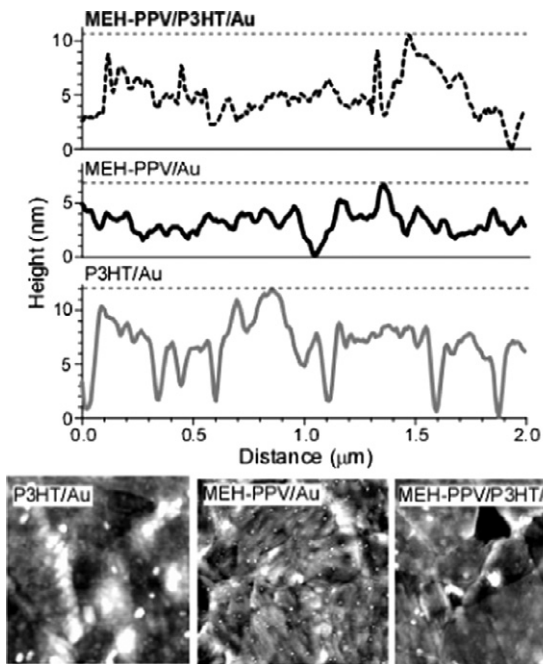 MEH-PPV/P3HT/Au
10
5
0
MEH-PPV/Au
5
0
Height (nm)
P3HT/Au
10
5
0
0.0 0.5 1.0 1.5 2.0
Distance (μm)
P3HT/Au MEH-PPV/Au MEH-PPV/P3HT/